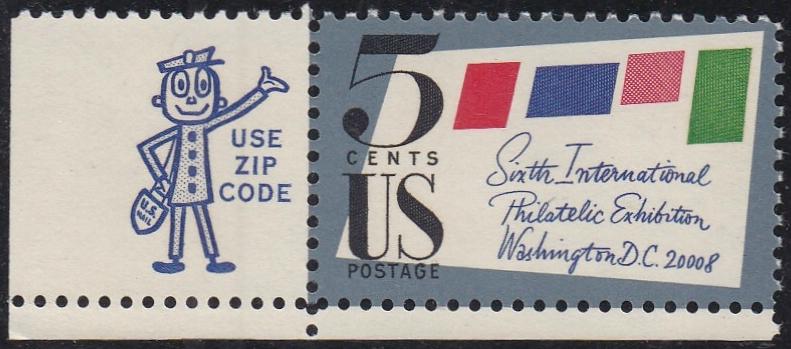 USE
ZIP
CODE
U.S.
MAIL
5
CENTS
US
POSTAGE
Sixth International
Philatelic Exhibition
Washington D.C. 20008